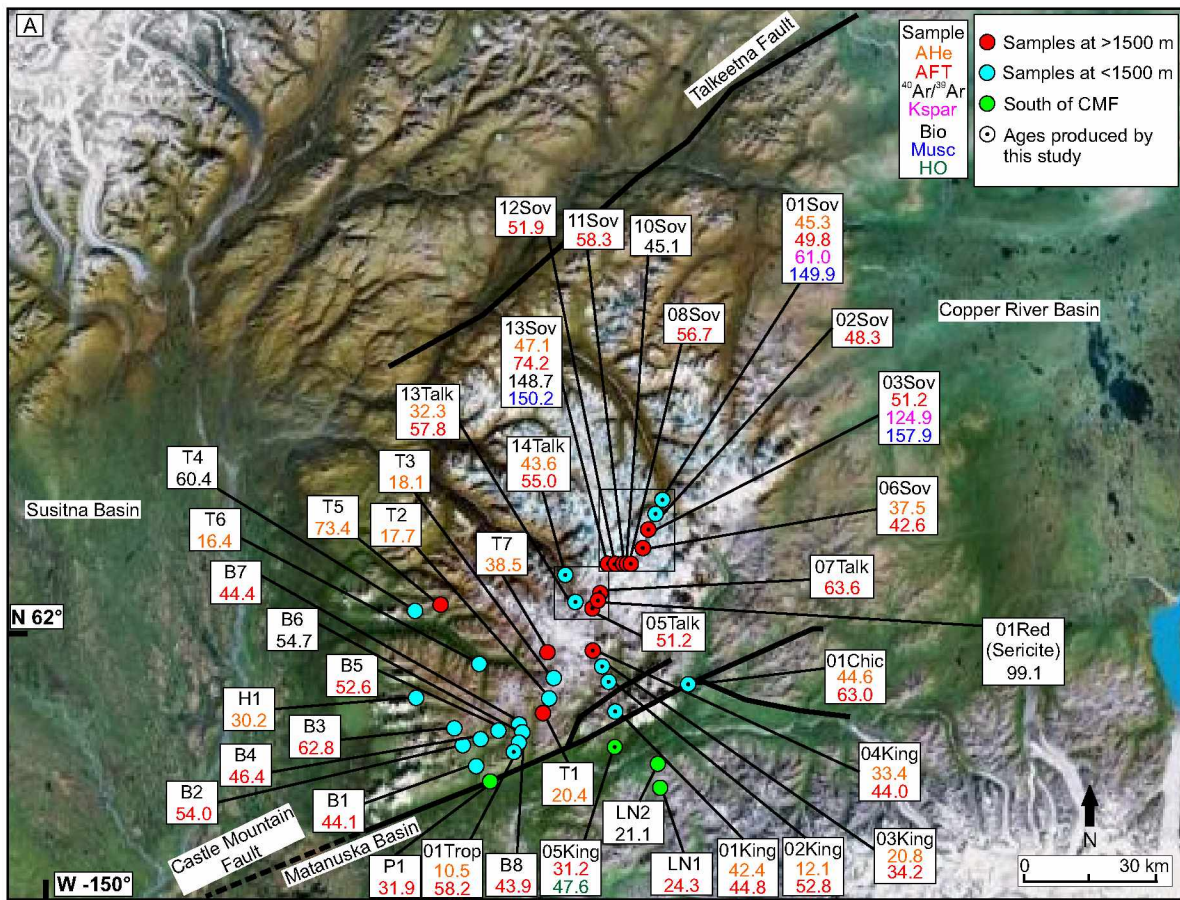 A
Talkeetna Fault
Sample
AHe
AFT
40Ar/39Ar
Kspar
Bio
Musc
HO
Samples at >1500 m
Samples at <1500 m
South of CMF
Ages produced by
this study
12Sov
51.9
11Sov
58.3
10Sov
45.1
01Sov
45.3
49.8
61.0
149.9
Copper River Basin
08Sov
56.7
02Sov
48.3
13Sov
47.1
74.2
148.7
150.2
03Sov
51.2
124.9
157.9
13Talk
32.3
57.8
14Talk
43.6
55.0
T4
60.4
T3
18.1
Susitna Basin
T5
73.4
T2
17.7
06Sov
37.5
42.6
T6
16.4
T7
38.5
B7
44.4
07Talk
63.6
N 62°
B6
54.7
05Talk
51.2
01Red
(Sericite)
99.1
B5
52.6
01Chic
44.6
63.0
H1
30.2
B3
62.8
B4
46.4
04King
33.4
44.0
B2
54.0
B1
44.1
T1
20.4
LN2
21.1
Castle Mountain
Fault
Matanuska Basin
03King
20.8
34.2
N
P1
31.9
01Trop
10.5
58.2
B8
43.9
05King
31.2
47.6
LN1
24.3
01King
42.4
44.8
02King
12.1
52.8
W -150°
0 30 km